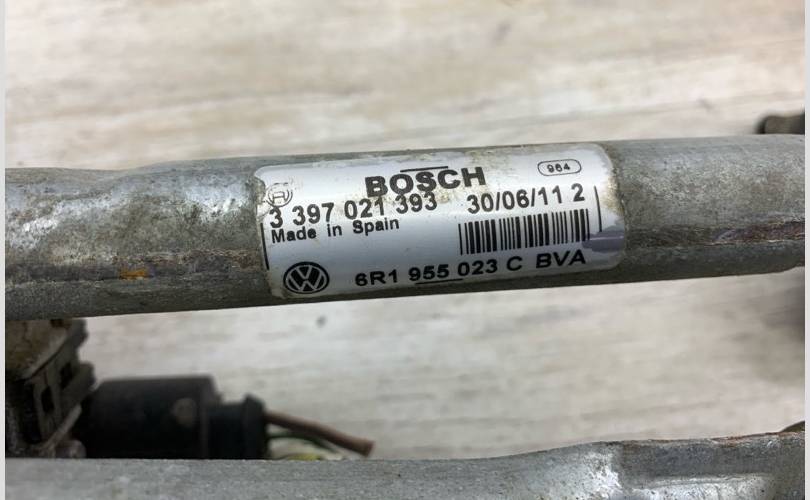 BOSCH 964
3 397 021 393 30/06/11 2
Made in Spain
6R1 955 023 C BVA